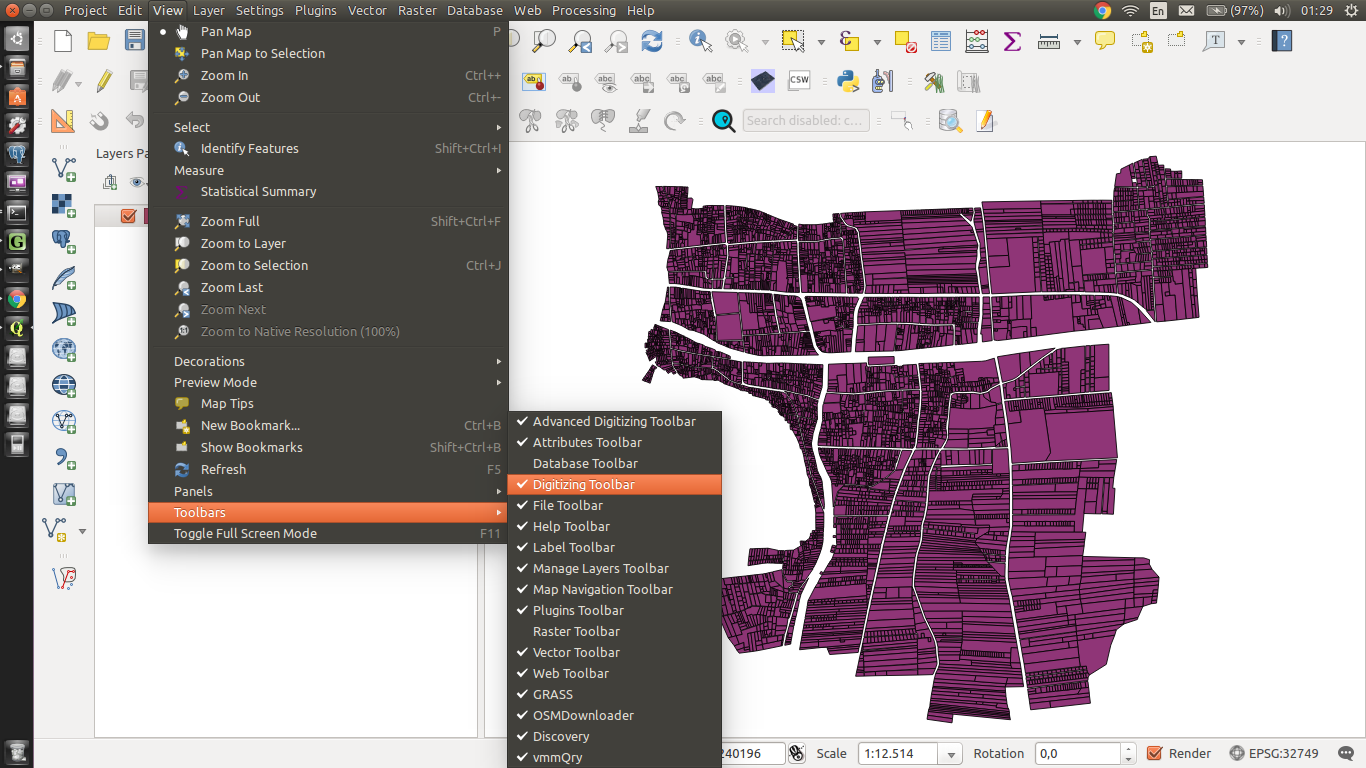 Project Edit View Layer Settings Plugins Vector Raster Database Web Processing Help
En (97%) 01:29
Pan Map P
Pan Map to Selection
Zoom In Ctrl++
Zoom Out Ctrl+-
Select
Identify Features Shift+Ctrl+I
Measure
Statistical Summary
Zoom Full Shift+Ctrl+F
Zoom to Layer
Zoom to Selection Ctrl+J
Zoom Last
Zoom Next
Zoom to Native Resolution (100%)
Decorations
Preview Mode
Map Tips
New Bookmark... Ctrl+B
Show Bookmarks Shift+Ctrl+B
Refresh F5
Panels
Toolbars
Toggle Full Screen Mode F11
Advanced Digitizing Toolbar
Attributes Toolbar
Database Toolbar
Digitizing Toolbar
File Toolbar
Help Toolbar
Label Toolbar
Manage Layers Toolbar
Map Navigation Toolbar
Plugins Toolbar
Raster Toolbar
Vector Toolbar
Web Toolbar
GRASS
OSMDownloader
Discovery
vmmQry
Layers Pa
abc abc abc abc abc abc CSW
Search disabled: c...
240196 Scale 1:12.514 Rotation 0,0 Render EPSG:32749